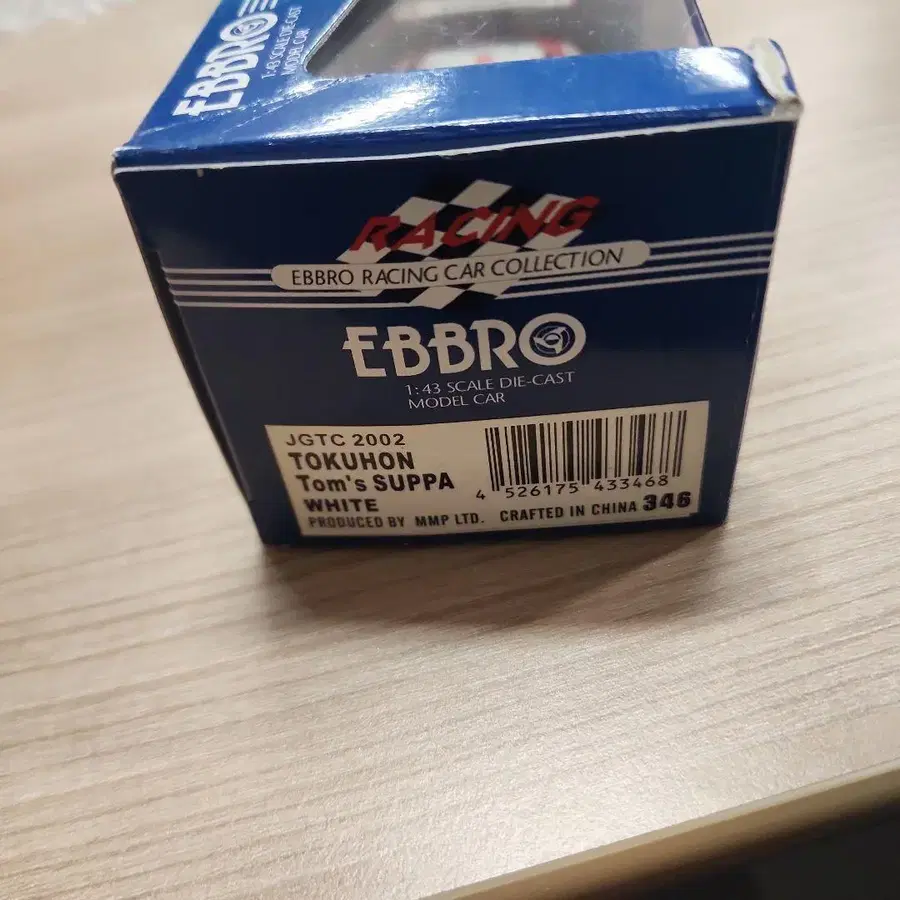 EBBRO
1:43 SCALE DIE-CAST
MODEL CAR
RACING
EBBRO RACING CAR COLLECTION
EBBRO
1:43 SCALE DIE-CAST
MODEL CAR
JGTC 2002
TOKUHON
Tom's SUPPA
WHITE
4 526175 433468
PRODUCED BY MMP LTD. CRAFTED IN CHINA 346